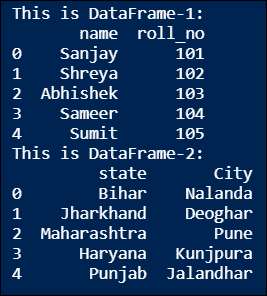 This is DataFrame-1:
name roll_no
0 Sanjay 101
1 Shreya 102
2 Abhishek 103
3 Sameer 104
4 Sumit 105
This is DataFrame-2:
state City
0 Bihar Nalanda
1 Jharkhand Deoghar
2 Maharashtra Pune
3 Haryana Kunjpura
4 Punjab Jalandhar